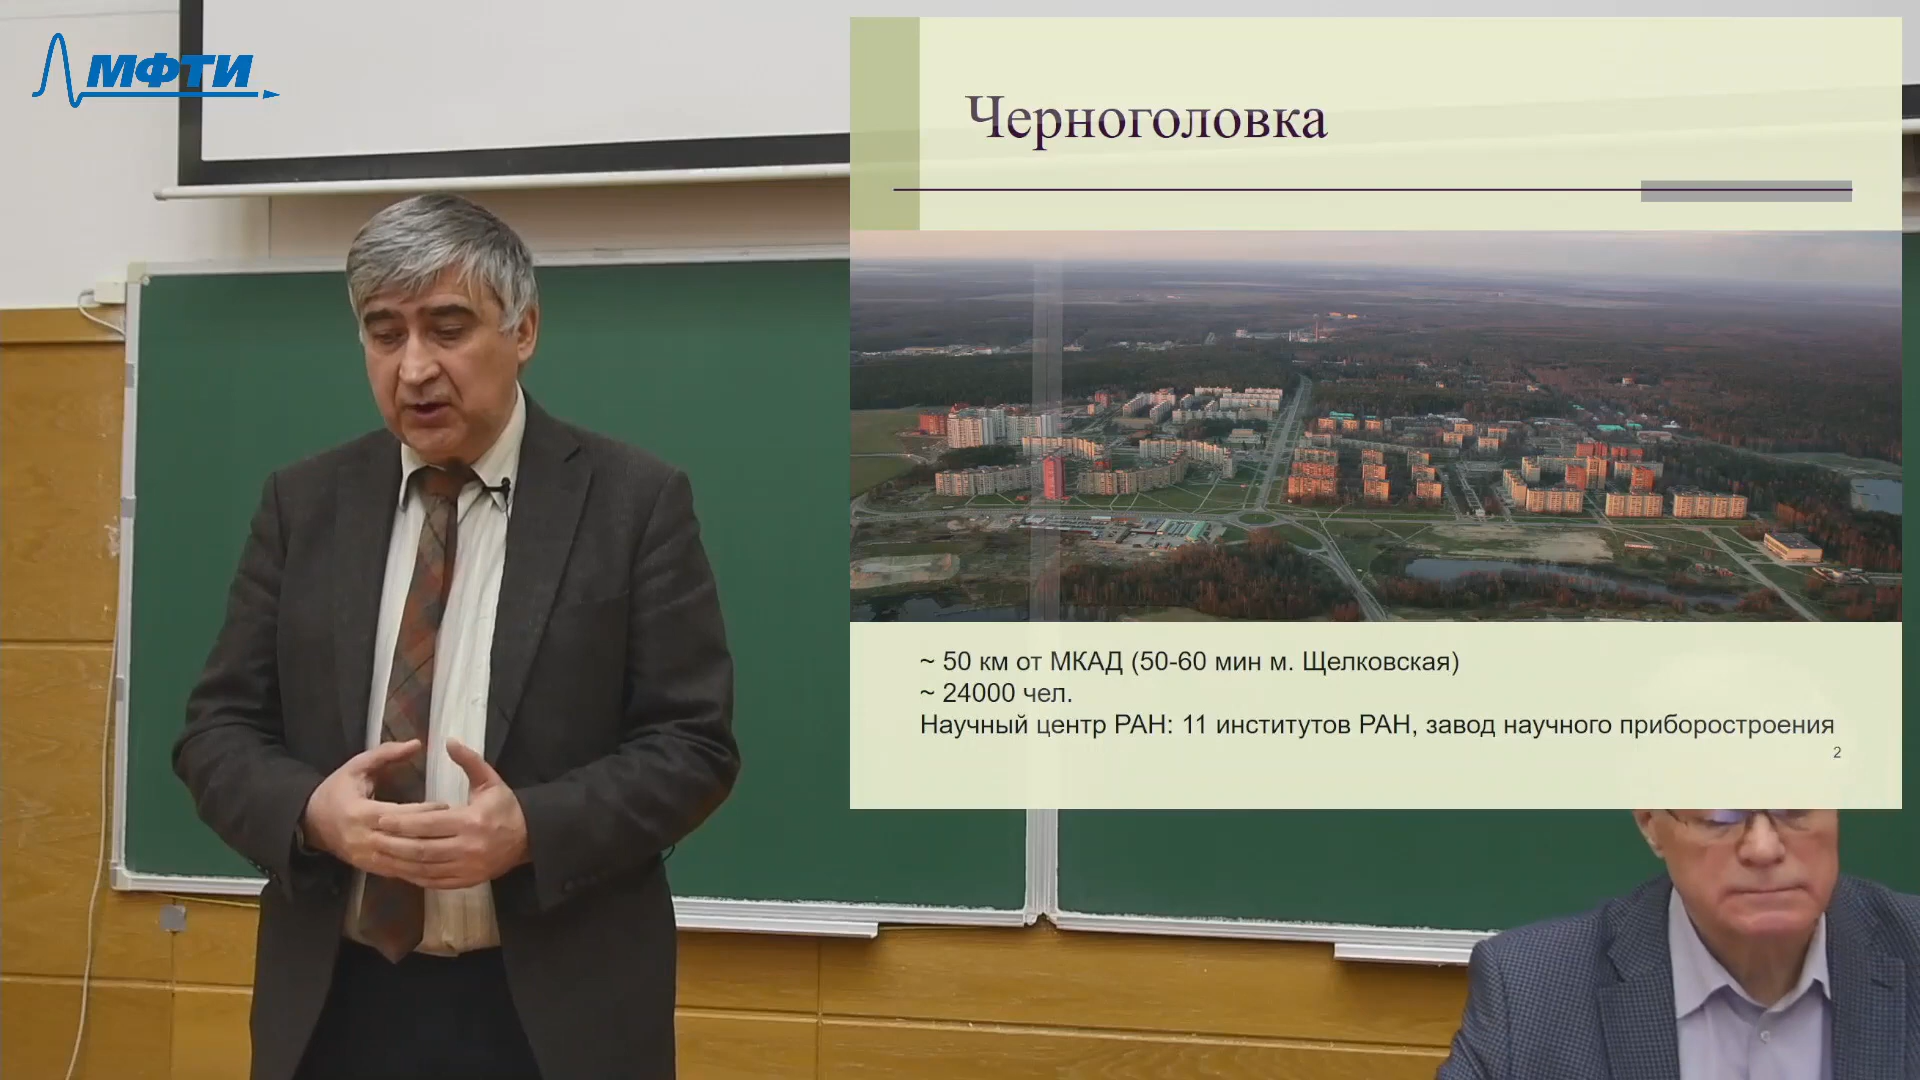 МФТИ
Черноголовка
~ 50 км от МКАД (50-60 мин м. Щелковская)
~ 24000 чел.
Научный центр РАН: 11 институтов РАН, завод научного приборостроения
2